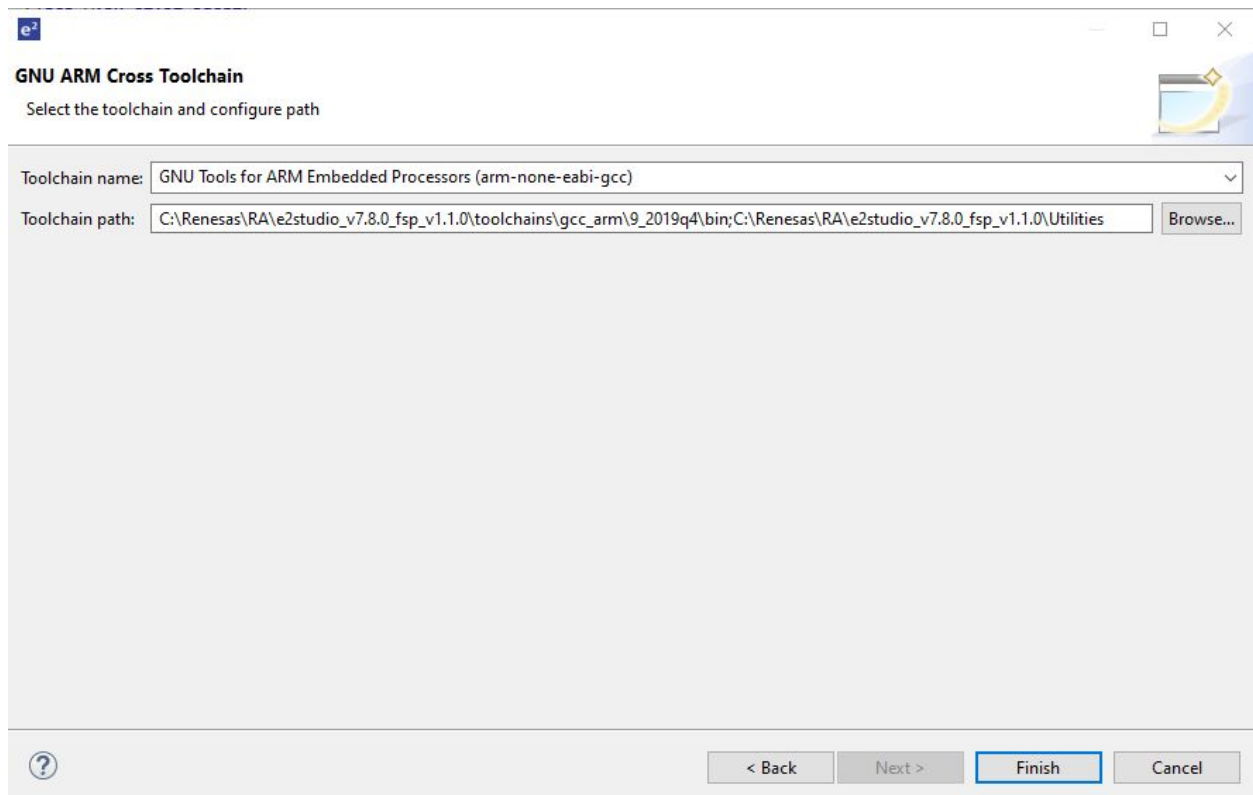 e²
GNU ARM Cross Toolchain
Select the toolchain and configure path
Toolchain name: GNU Tools for ARM Embedded Processors (arm-none-eabi-gcc)
Toolchain path: C:\Renesas\RA\e2studio_v7.8.0_fsp_v1.1.0\toolchains\gcc_arm\9_2019q4\bin;C:\Renesas\RA\e2studio_v7.8.0_fsp_v1.1.0\Utilities Browse...
? < Back Next > Finish Cancel